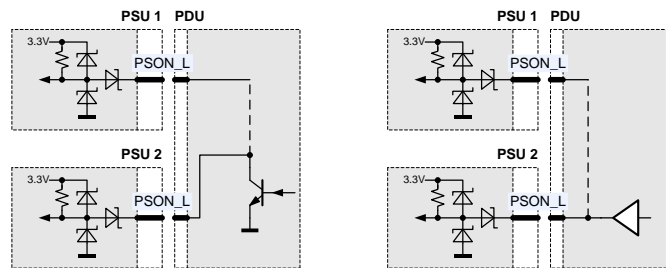 PSU 1 PDU
3.3V
PSON_L
PSU 2
3.3V
PSON_L
PSU 1 PDU
3.3V
PSON_L
PSU 2
3.3V
PSON_L